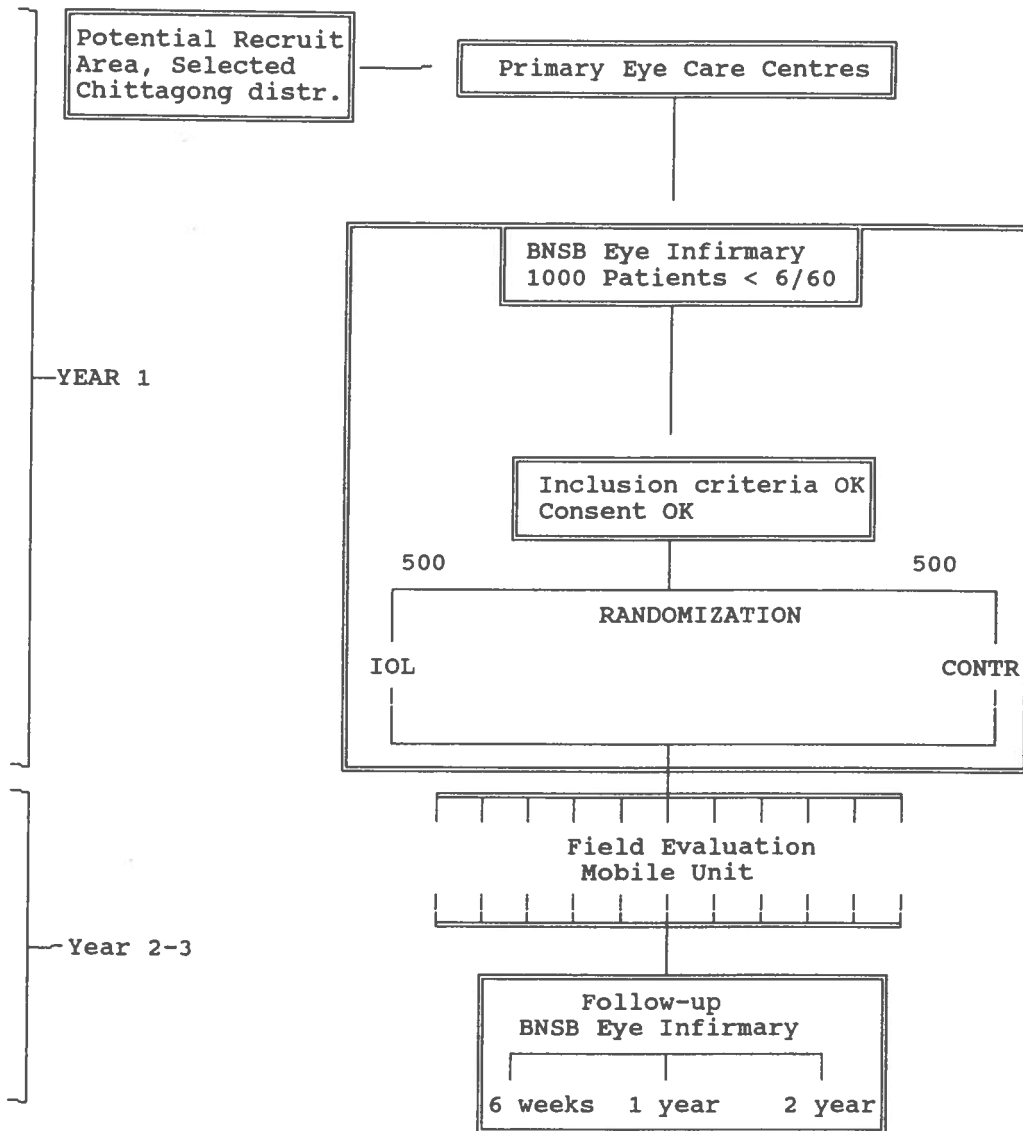 Potential Recruit
Area, Selected
Chittagong distr.
Primary Eye Care Centres
BNSB Eye Infirmary
1000 Patients < 6/60
YEAR 1
Inclusion criteria OK
Consent OK
500
500
RANDOMIZATION
IOL
CONTR
Field Evaluation
Mobile Unit
Year 2-3
Follow-up
BNSB Eye Infirmary
6 weeks 1 year 2 year